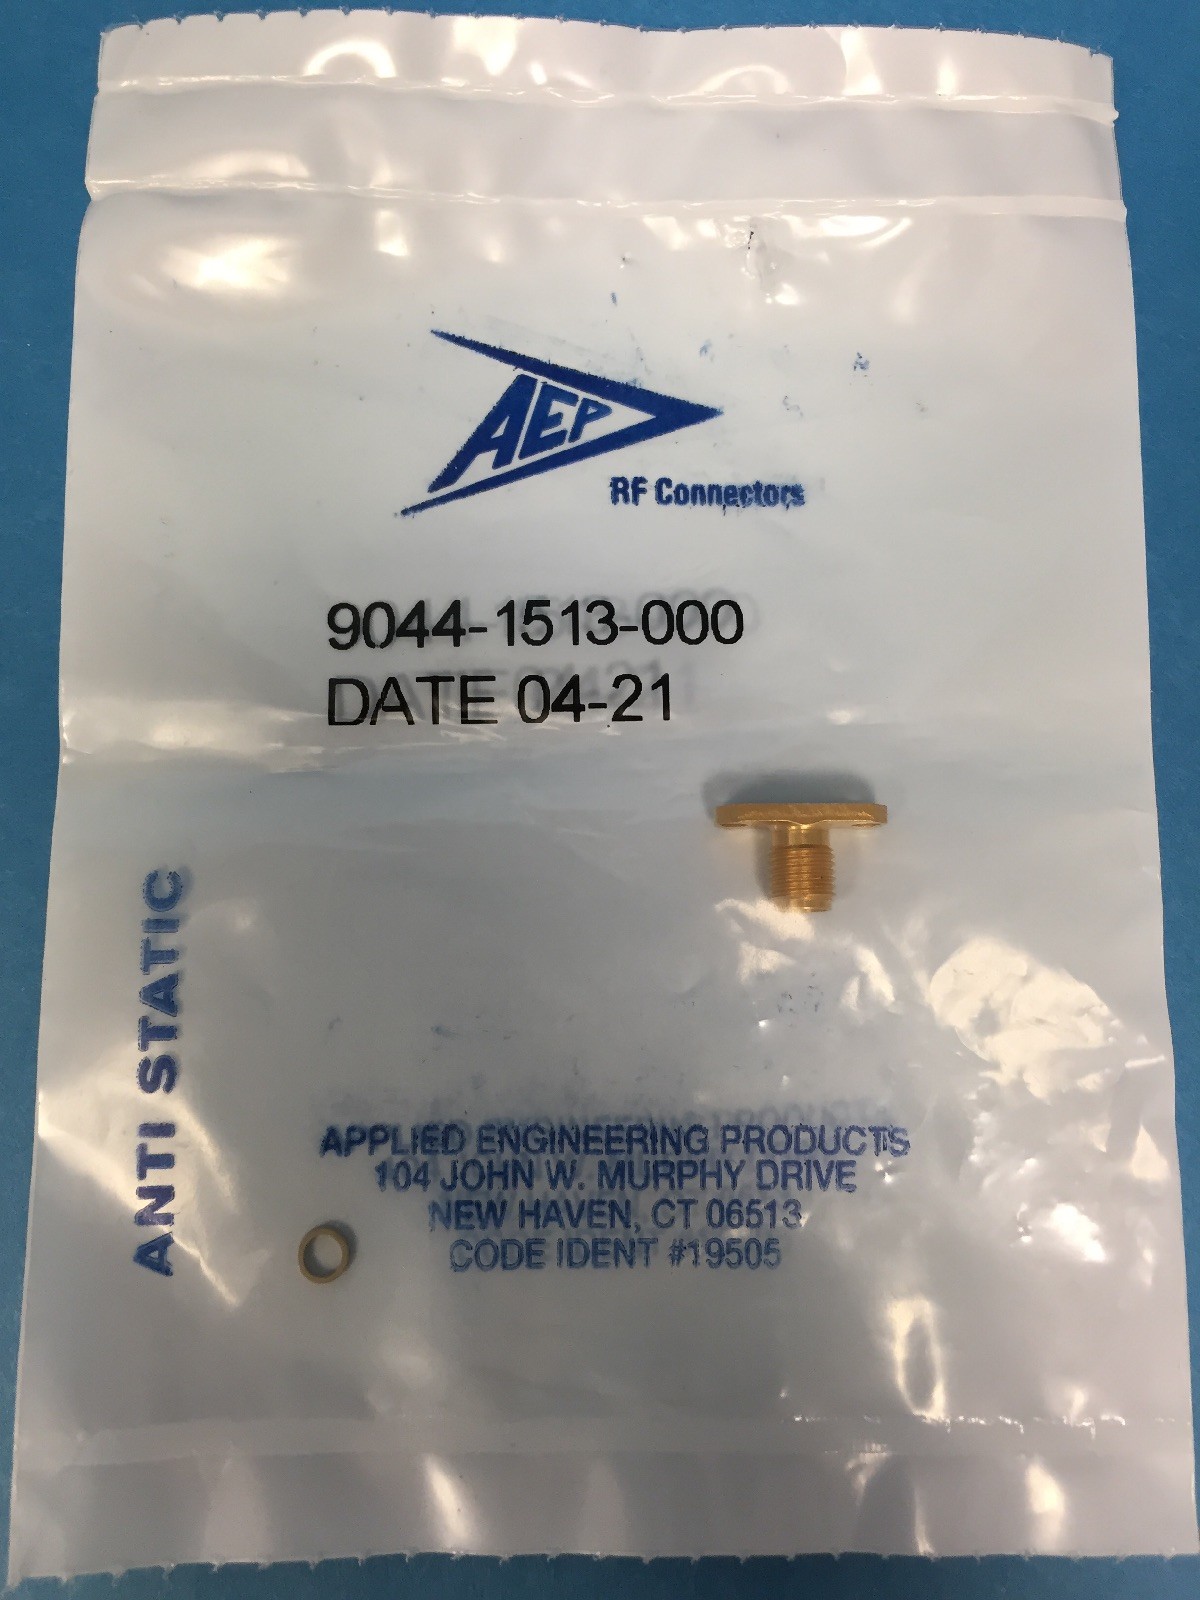 AEP
RF Connectors
9044-1513-000
DATE 04-21
ANTI STATIC
APPLIED ENGINEERING PRODUCTS
104 JOHN W. MURPHY DRIVE
NEW HAVEN, CT 06513
CODE IDENT #19505